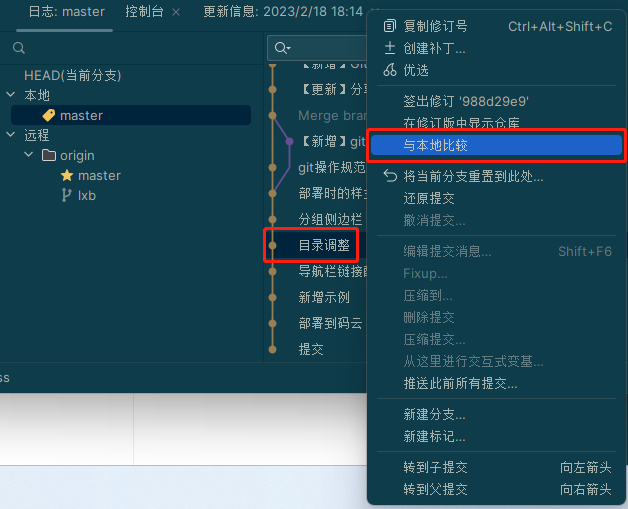 日志: master
控制台
更新信息: 2023/2/18 18:14
HEAD(当前分支)
本地
master
远程
origin
master
lxb
【新增】Gi
【更新】分
Merge bran
【新增】git
git操作规范
部署时的样
分组侧边栏
目录调整
导航栏链接
新增示例
部署到码云
提交
ss
复制修订号 Ctrl+Alt+Shift+C
创建补丁...
优选
签出修订 '988d29e9'
在修订版中显示仓库
与本地比较
将当前分支重置到此处...
还原提交
撤消提交...
编辑提交消息... Shift+F6
Fixup...
压缩到...
删除提交
压缩提交...
从这里进行交互式变基...
推送此前所有提交...
新建分支...
新建标记...
转到子提交 向左箭头
转到父提交 向右箭头